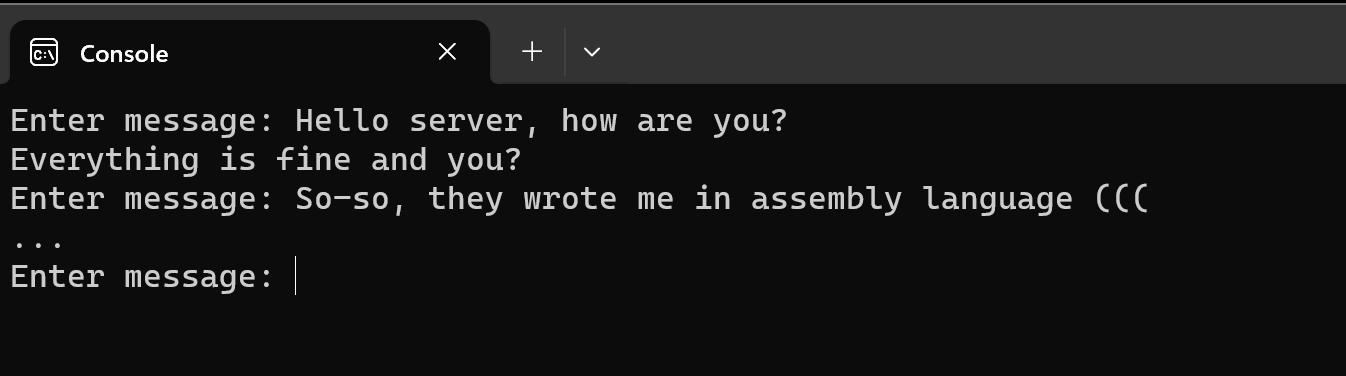 C:\ Console
Enter message: Hello server, how are you?
Everything is fine and you?
Enter message: So-so, they wrote me in assembly language (((
...
Enter message: